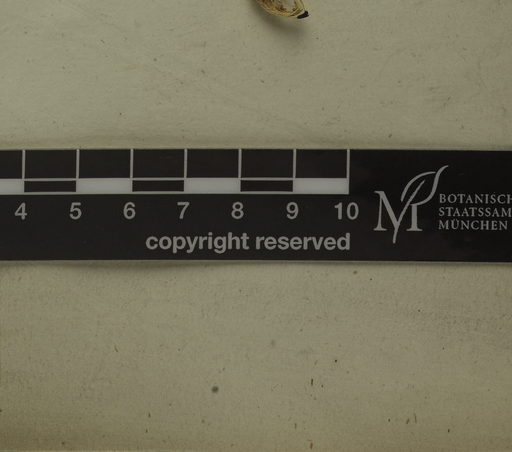 4 5 6 7 8 9 10
copyright reserved
M
BOTANISCH
STAATSSAM
MÜNCHEN